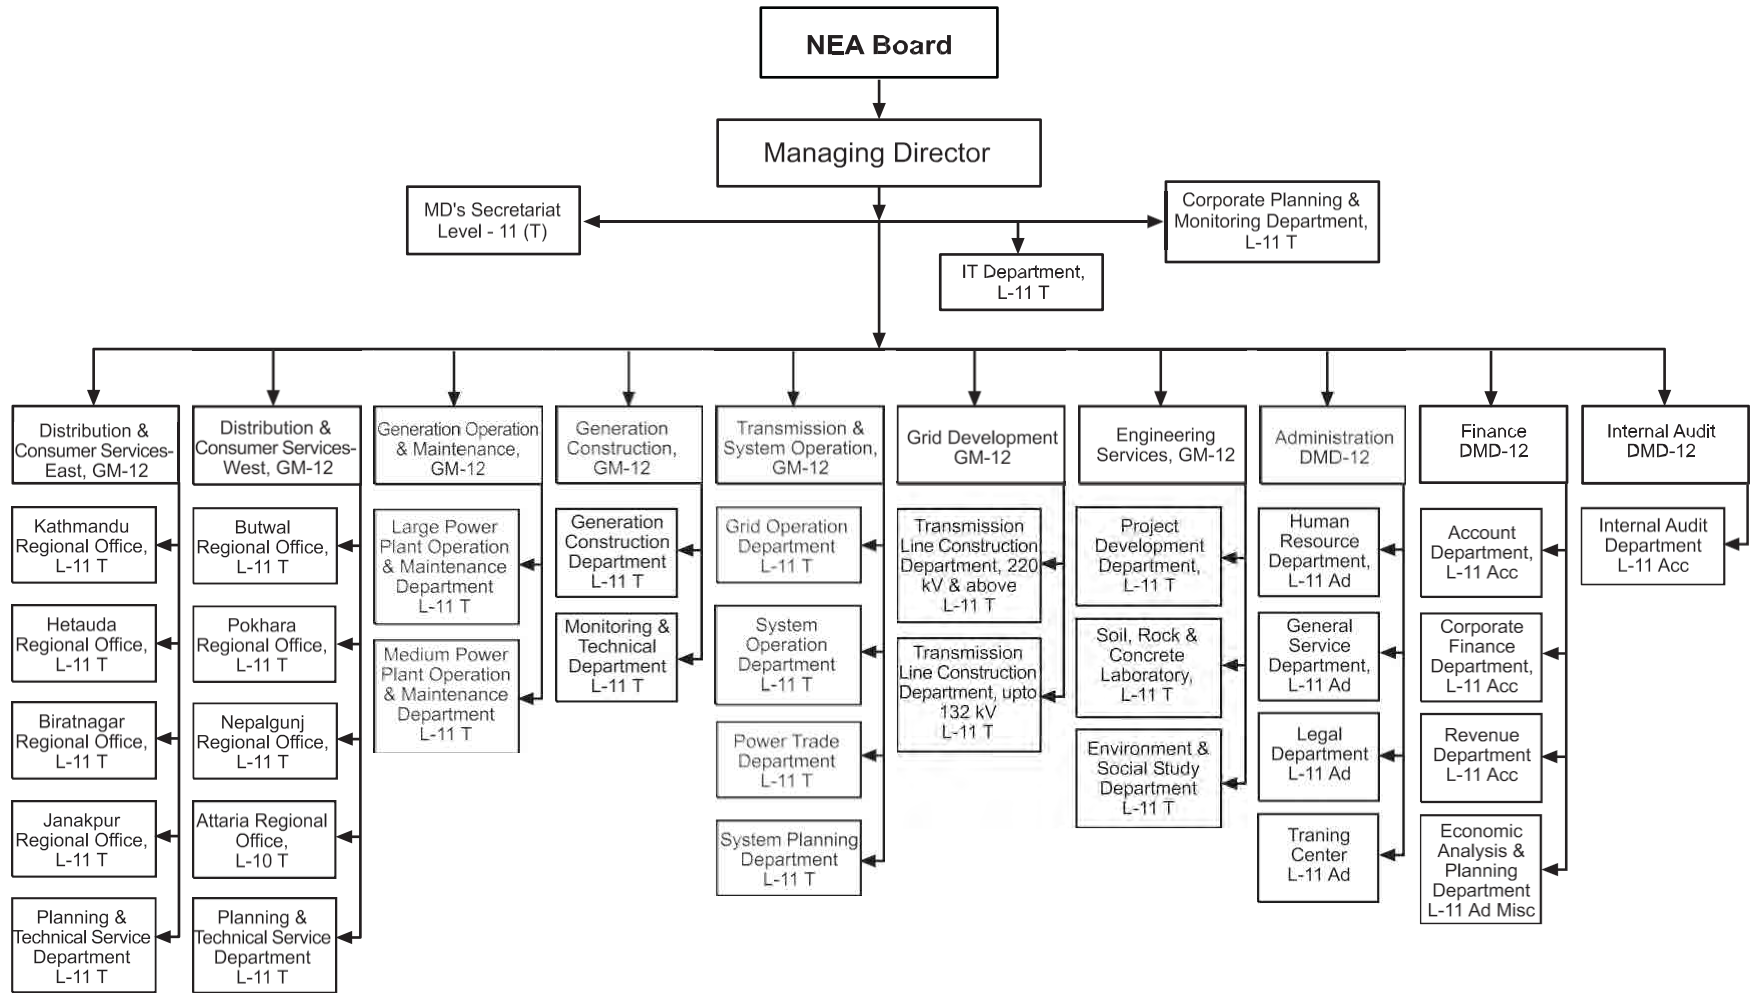 NEA Board
Managing Director
MD's Secretariat
Level - 11 (T)
Corporate Planning &
Monitoring Department,
L-11 T
IT Department,
L-11 T
Distribution &
Consumer Services-
East, GM-12
Kathmandu
Regional Office,
L-11 T
Hetauda
Regional Office,
L-11 T
Biratnagar
Regional Office,
L-11 T
Janakpur
Regional Office,
L-11 T
Planning &
Technical Service
Department
L-11 T
Distribution &
Consumer Services-
West, GM-12
Butwal
Regional Office,
L-11 T
Pokhara
Regional Office,
L-11 T
Nepalgunj
Regional Office,
L-11 T
Attaria Regional
Office,
L-10 T
Planning &
Technical Service
Department
L-11 T
Generation Operation
& Maintenance,
GM-12
Large Power
Plant Operation
& Maintenance
Department
L-11 T
Medium Power
Plant Operation
& Maintenance
Department
L-11 T
Generation
Construction,
GM-12
Generation
Construction
Department
L-11 T
Monitoring &
Technical
Department
L-11 T
Transmission &
System Operation,
GM-12
Grid Operation
Department
L-11 T
System
Operation
Department
L-11 T
Power Trade
Department
L-11 T
System Planning
Department
L-11 T
Grid Development
GM-12
Transmission
Line Construction
Department, 220
kV & above
L-11 T
Transmission
Line Construction
Department, upto
132 kV
L-11 T
Engineering
Services, GM-12
Project
Development
Department,
L-11 T
Soil, Rock &
Concrete
Laboratory,
L-11 T
Environment &
Social Study
Department
L-11 T
Administration
DMD-12
Human
Resource
Department,
L-11 Ad
General
Service
Department,
L-11 Ad
Legal
Department
L-11 Ad
Traning
Center
L-11 Ad
Finance
DMD-12
Account
Department,
L-11 Acc
Corporate
Finance
Department,
L-11 Acc
Revenue
Department
L-11 Acc
Economic
Analysis &
Planning
Department
L-11 Ad Misc
Internal Audit
DMD-12
Internal Audit
Department
L-11 Acc